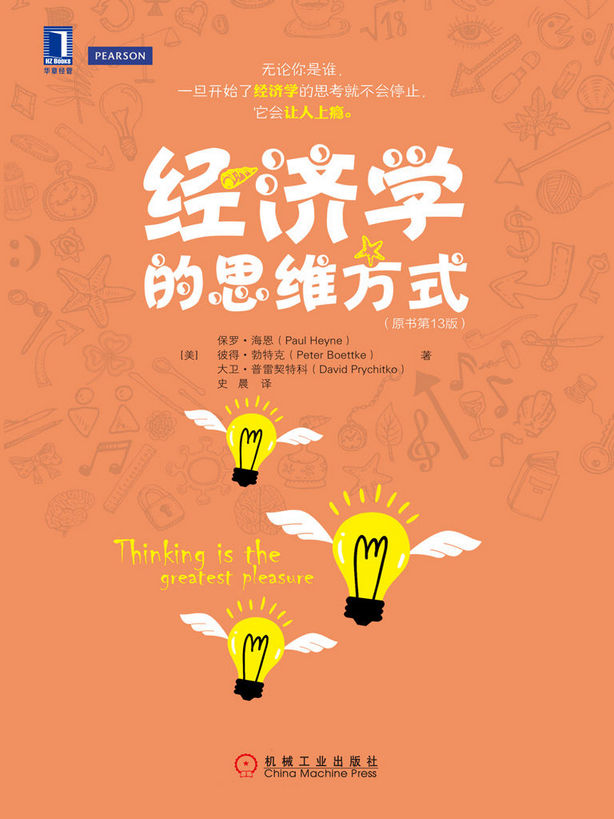 HZ Books
华章经管
PEARSON
无论你是谁，
一旦开始了经济学的思考就不会停止，
它会让人上瘾。
经济学
的思维方式
（原书第13版）
保罗·海恩（Paul Heyne）
[美] 彼得·勃特克（Peter Boettke） 著
大卫·普雷契特科（David Prychitko）
史 晨 译
Thinking is the
greatest pleasure
机械工业出版社
China Machine Press